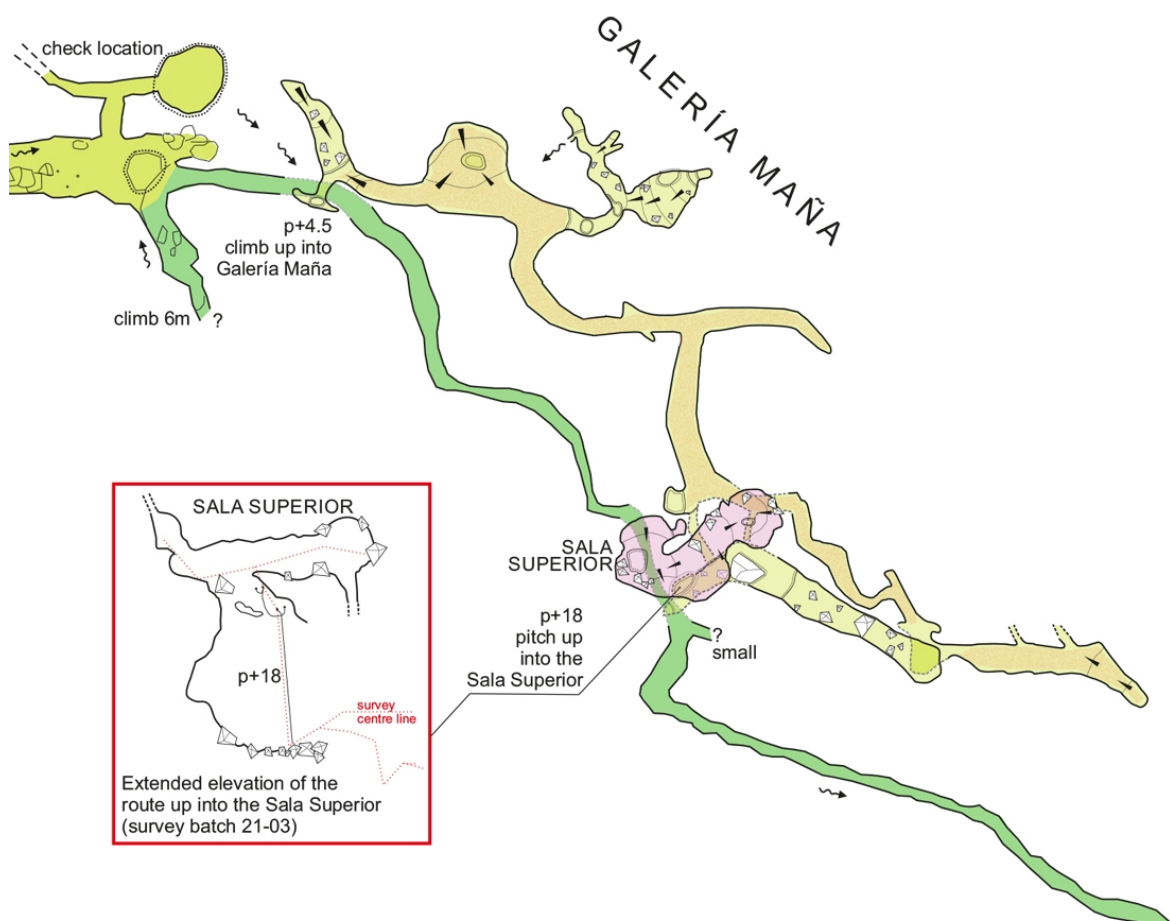 GALERÍA MAÑA
check location
p+4.5
climb up into
Galería Maña
climb 6m
?
SALA
SUPERIOR
p+18
pitch up
into the
Sala Superior
?
small
SALA SUPERIOR
p+18
survey
centre line
Extended elevation of the
route up into the Sala Superior
(survey batch 21-03)